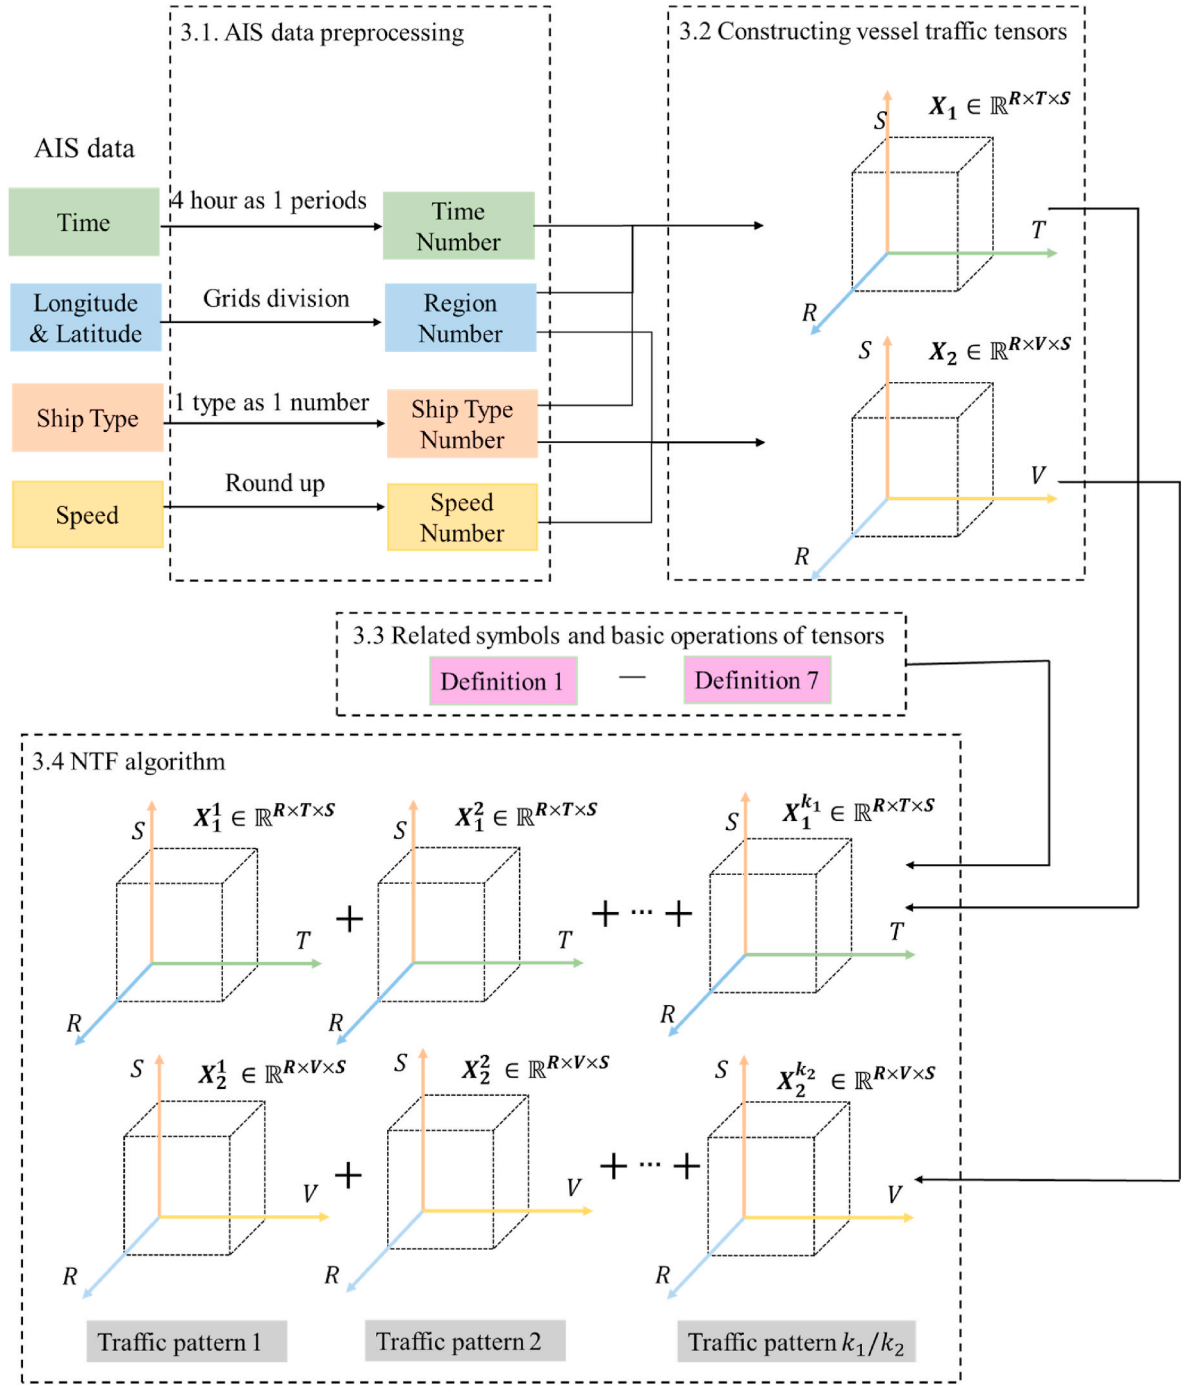 3.1. AIS data preprocessing
AIS data
Time
4 hour as 1 periods
Time
Number
Longitude
& Latitude
Grids division
Region
Number
Ship Type
1 type as 1 number
Ship Type
Number
Speed
Round up
Speed
Number
3.2 Constructing vessel traffic tensors
X₁ ∈ ℝ^{R×T×S}
S
T
R
X₂ ∈ ℝ^{R×V×S}
S
V
R
3.3 Related symbols and basic operations of tensors
Definition 1 — Definition 7
3.4 NTF algorithm
X₁¹ ∈ ℝ^{R×T×S}
S
T
R
+
X₁² ∈ ℝ^{R×T×S}
S
T
R
+ ··· +
X₁^{k₁} ∈ ℝ^{R×T×S}
S
T
R
X₂¹ ∈ ℝ^{R×V×S}
S
V
R
+
X₂² ∈ ℝ^{R×V×S}
S
V
R
+ ··· +
X₂^{k₂} ∈ ℝ^{R×V×S}
S
V
R
Traffic pattern 1
Traffic pattern 2
Traffic pattern k₁/k₂